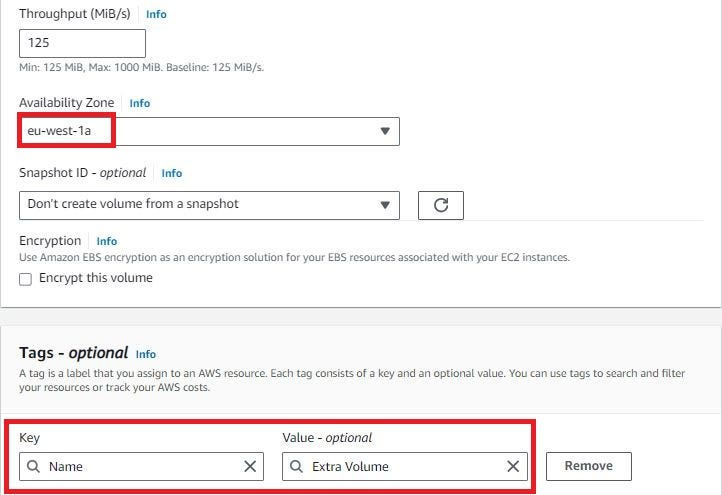 Throughput (MiB/s) Info
125
Min: 125 MiB, Max: 1000 MiB. Baseline: 125 MiB/s.
Availability Zone Info
eu-west-1a
Snapshot ID - optional Info
Don't create volume from a snapshot
Encryption Info
Use Amazon EBS encryption as an encryption solution for your EBS resources associated with your EC2 instances.
Encrypt this volume
Tags - optional Info
A tag is a label that you assign to an AWS resource. Each tag consists of a key and an optional value. You can use tags to search and filter
your resources or track your AWS costs.
Key Value - optional
Name Extra Volume Remove